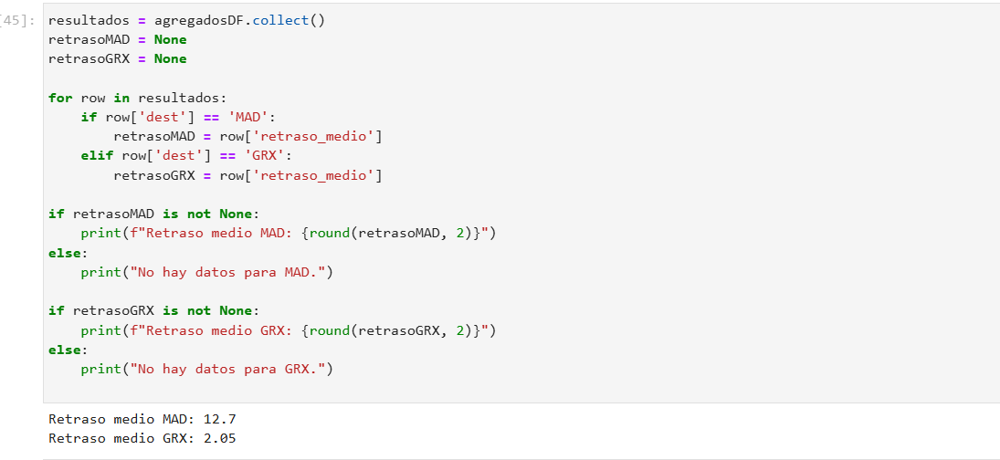 [45]: resultados = agregadosDF.collect()
retrasoMAD = None
retrasoGRX = None

for row in resultados:
    if row['dest'] == 'MAD':
        retrasoMAD = row['retraso_medio']
    elif row['dest'] == 'GRX':
        retrasoGRX = row['retraso_medio']

if retrasoMAD is not None:
    print(f"Retraso medio MAD: {round(retrasoMAD, 2)}")
else:
    print("No hay datos para MAD.")

if retrasoGRX is not None:
    print(f"Retraso medio GRX: {round(retrasoGRX, 2)}")
else:
    print("No hay datos para GRX.")

Retraso medio MAD: 12.7
Retraso medio GRX: 2.05